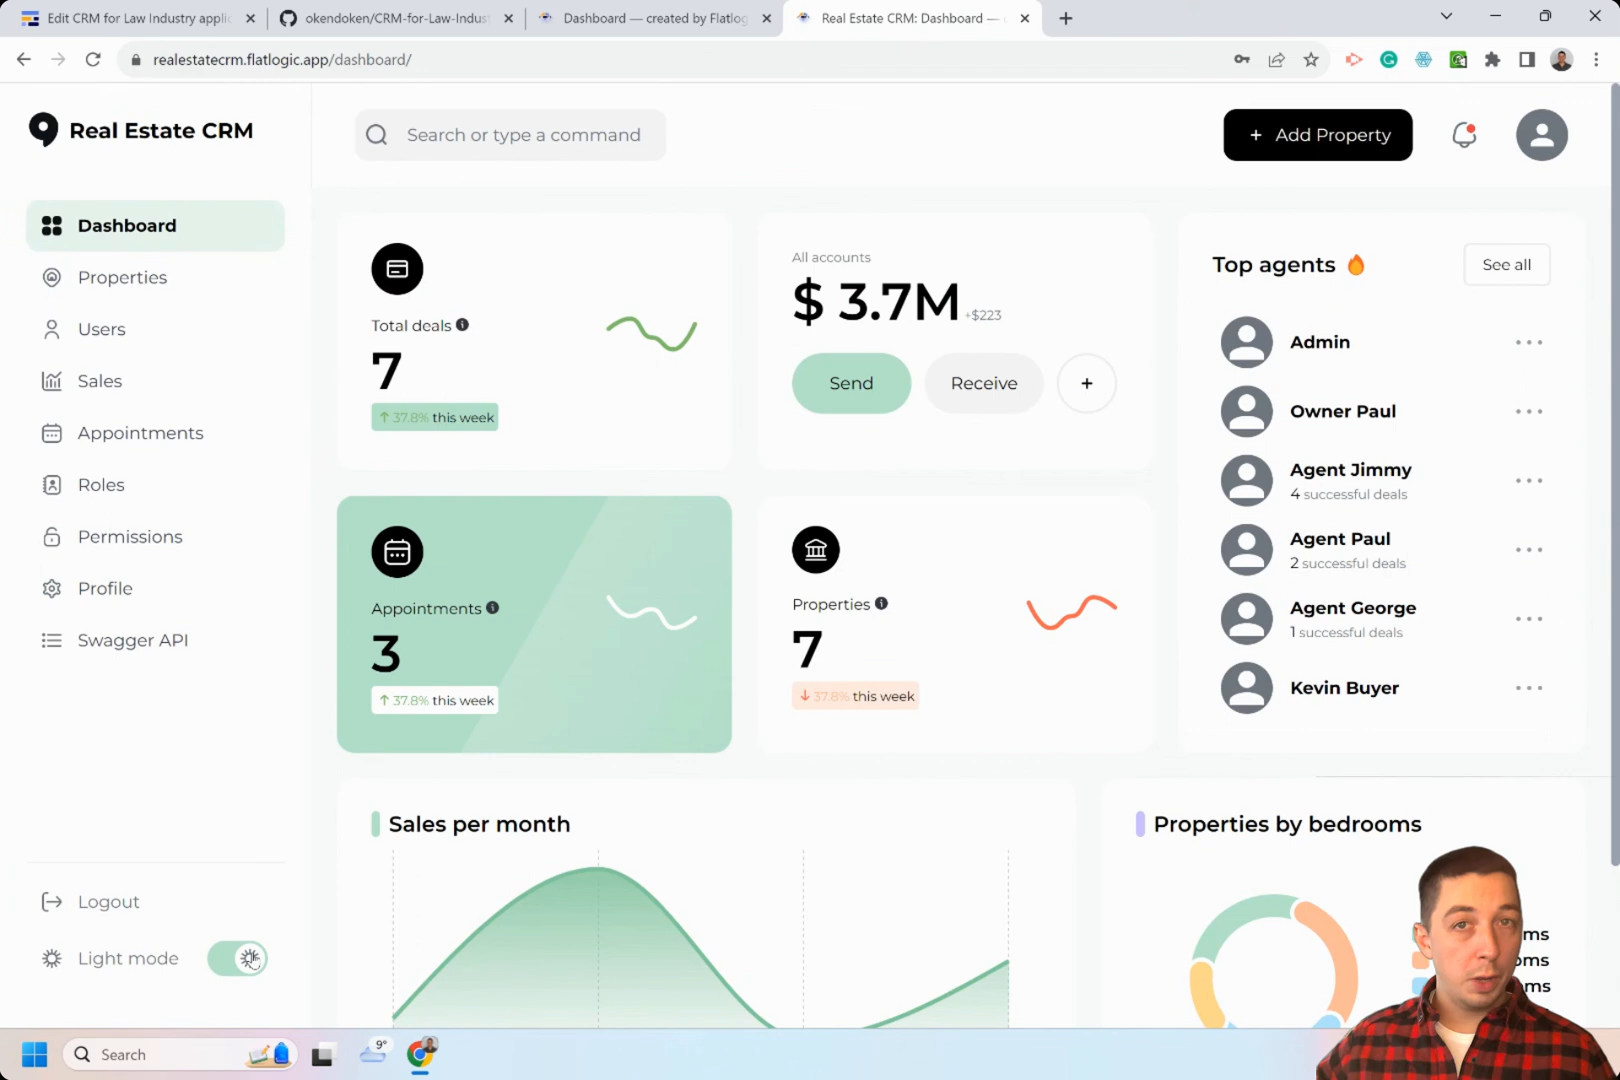 Edit CRM for Law Industry applic
okendoken/CRM-for-Law-Indust
Dashboard — created by Flatlog
Real Estate CRM: Dashboard —
realestatecrm.flatlogic.app/dashboard/
Real Estate CRM
Search or type a command
+ Add Property
Dashboard
Properties
Users
Sales
Appointments
Roles
Permissions
Profile
Swagger API
Logout
Light mode
Total deals
7
↑ 37.8% this week
All accounts
$ 3.7M +$223
Send
Receive
+
Appointments
3
↑ 37.8% this week
Properties
7
↓ 37.8% this week
Top agents
See all
Admin
Owner Paul
Agent Jimmy
4 successful deals
Agent Paul
2 successful deals
Agent George
1 successful deals
Kevin Buyer
Sales per month
Properties by bedrooms
Search
9°